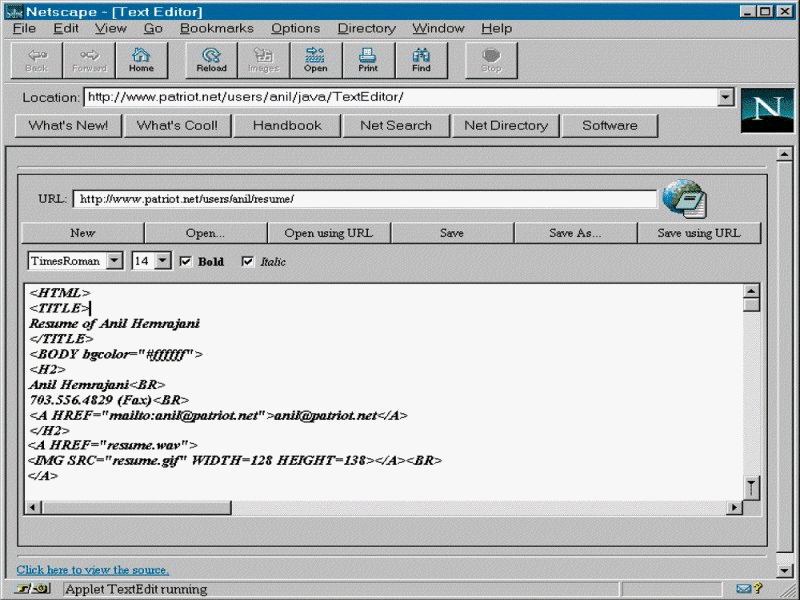 Netscape - [Text Editor]
File Edit View Go Bookmarks Options Directory Window Help
Back Forward Home Reload Images Open Print Find Stop
Location: http://www.patriot.net/users/anil/java/TextEditor/
N
What's New! What's Cool! Handbook Net Search Net Directory Software
URL: http://www.patriot.net/users/anil/resume/
New Open... Open using URL Save Save As... Save using URL
TimesRoman 14 Bold Italic
<HTML>
<TITLE>
Resume of Anil Hemrajani
</TITLE>
<BODY bgcolor="#ffffff">
<H2>
Anil Hemrajani<BR>
703.556.4829 (Fax)<BR>
<A HREF="mailto:anil@patriot.net">anil@patriot.net</A>
</H2>
<A HREF="resume.wav">
<IMG SRC="resume.gif" WIDTH=128 HEIGHT=138></A><BR>
</A>
Click here to view the source.
Applet TextEdit running